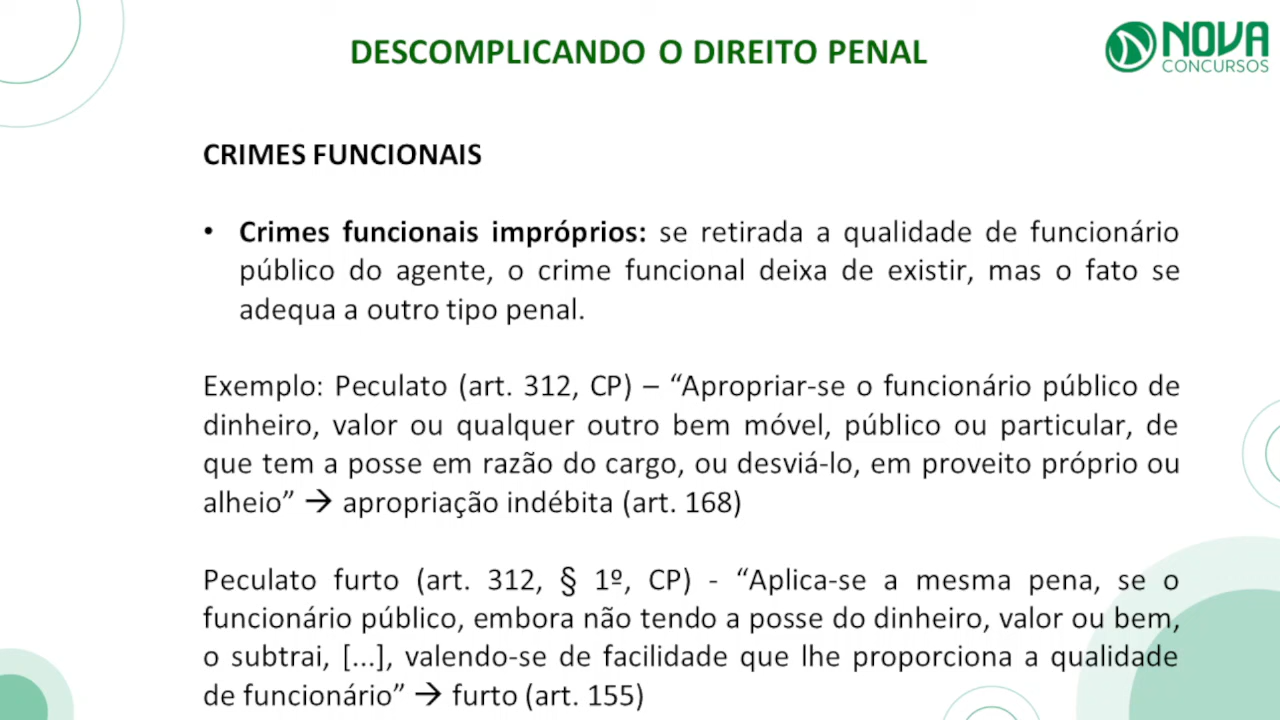 DESCOMPLICANDO O DIREITO PENAL
NOVA
CONCURSOS
CRIMES FUNCIONAIS
• Crimes funcionais impróprios: se retirada a qualidade de funcionário
público do agente, o crime funcional deixa de existir, mas o fato se
adequa a outro tipo penal.
Exemplo: Peculato (art. 312, CP) – “Apropriar-se o funcionário público de
dinheiro, valor ou qualquer outro bem móvel, público ou particular, de
que tem a posse em razão do cargo, ou desviá-lo, em proveito próprio ou
alheio” → apropriação indébita (art. 168)
Peculato furto (art. 312, § 1º, CP) - “Aplica-se a mesma pena, se o
funcionário público, embora não tendo a posse do dinheiro, valor ou bem,
o subtrai, [...], valendo-se de facilidade que lhe proporciona a qualidade
de funcionário” → furto (art. 155)